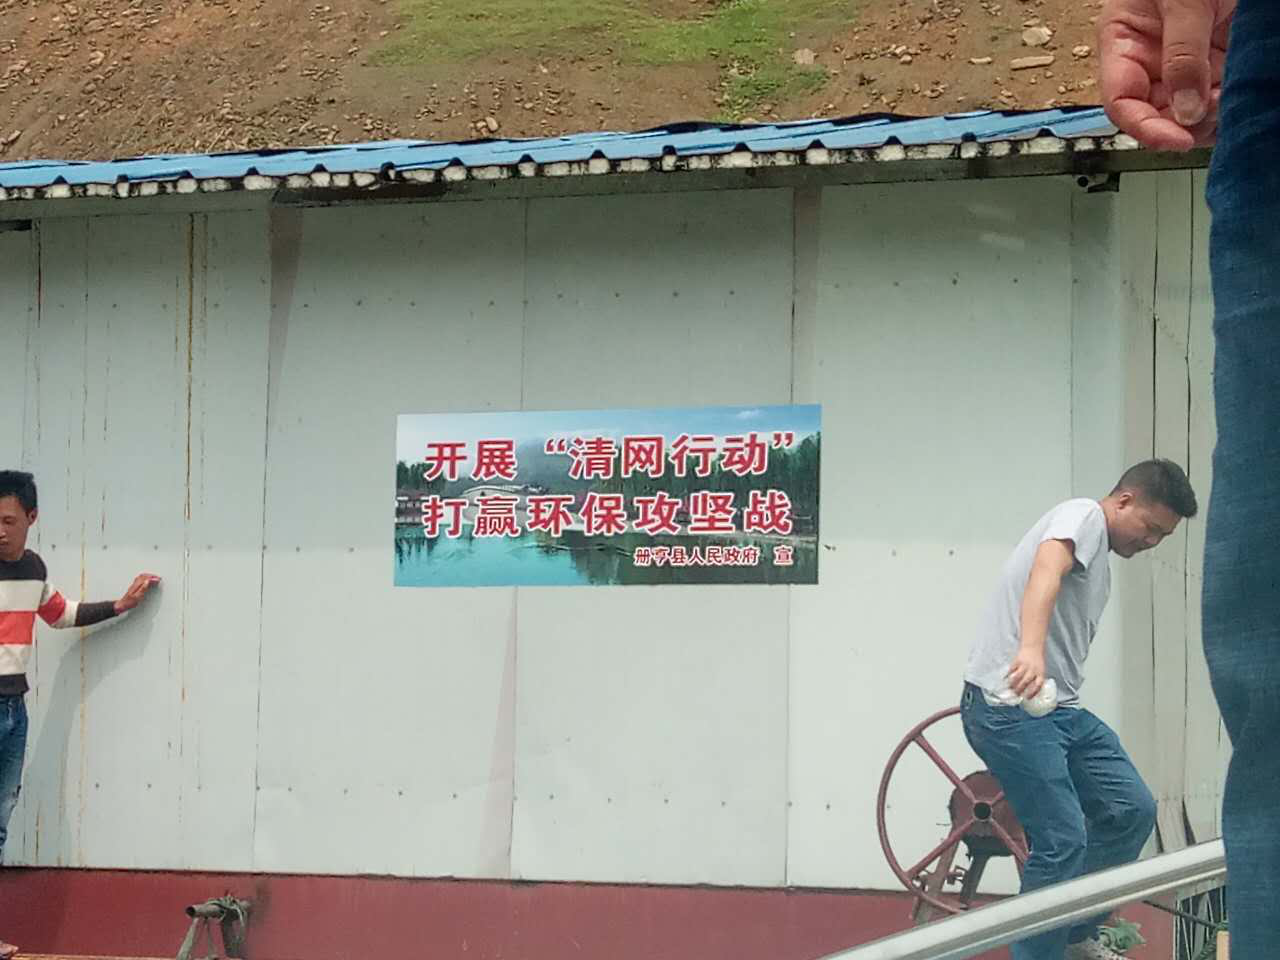 开展“清网行动”
打赢环保攻坚战
册亨县人民政府 宣